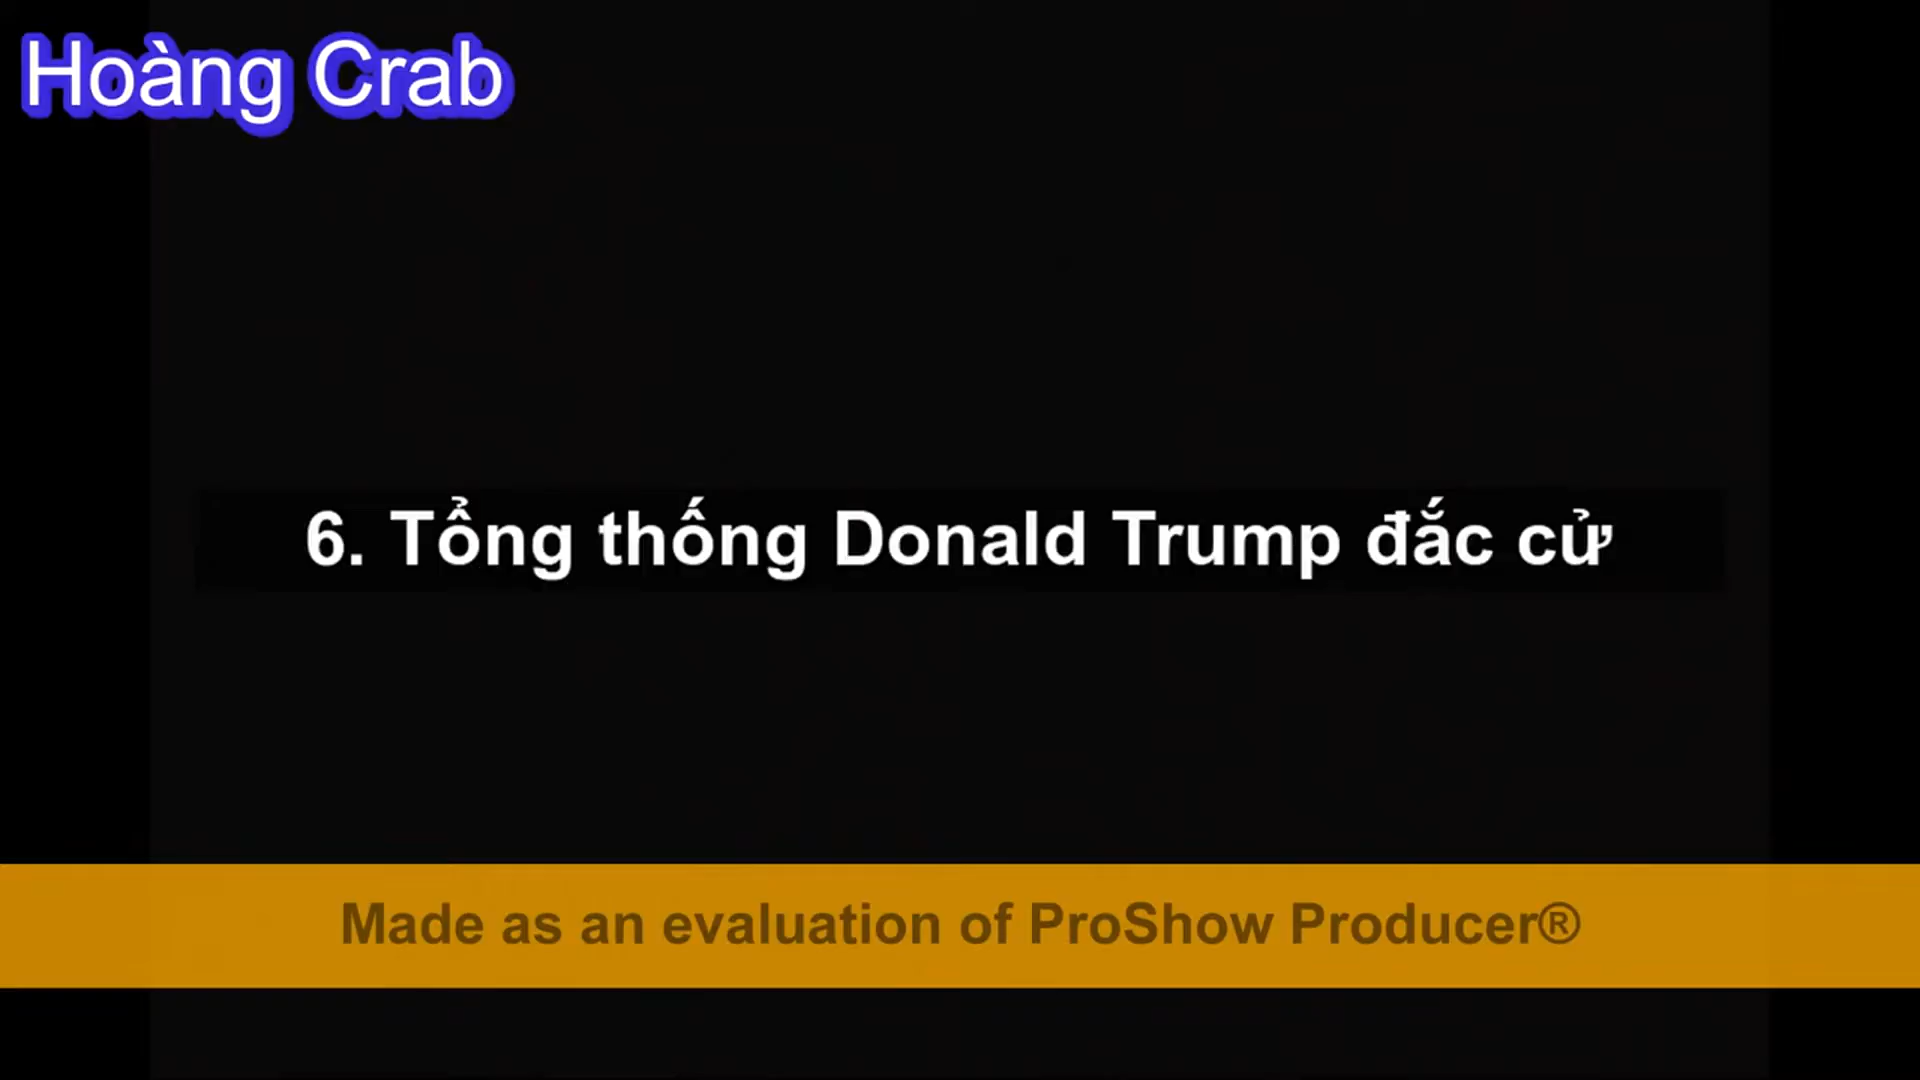 Hoàng Crab
6. Tổng thống Donald Trump đắc cử
Made as an evaluation of ProShow Producer®